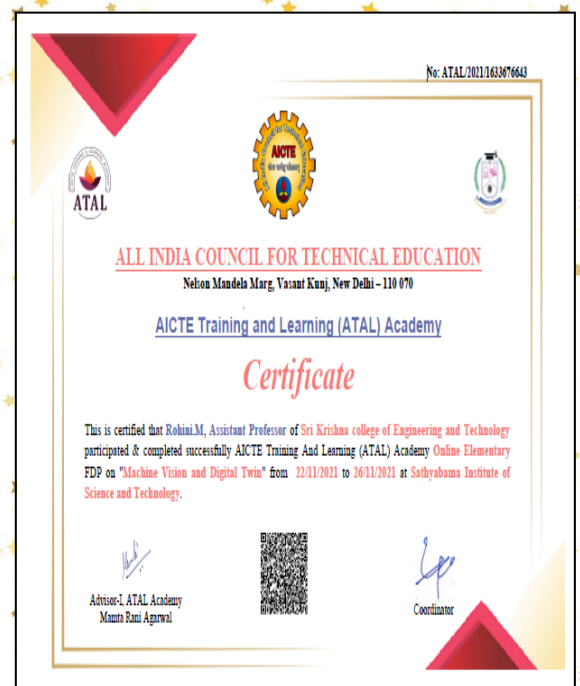 No: ATAL/2021/1633676643
ATAL
AICTE
ALL INDIA COUNCIL FOR TECHNICAL EDUCATION
Nelson Mandela Marg, Vasant Kunj, New Delhi – 110 070
AICTE Training and Learning (ATAL) Academy
Certificate
This is certified that Rohini.M, Assistant Professor of Sri Krishna college of Engineering and Technology
participated & completed successfully AICTE Training And Learning (ATAL) Academy Online Elementary
FDP on "Machine Vision and Digital Twin" from 22/11/2021 to 26/11/2021 at Sathyabama Institute of
Science and Technology.
Advisor-I, ATAL Academy
Mamta Rani Agarwal
Coordinator